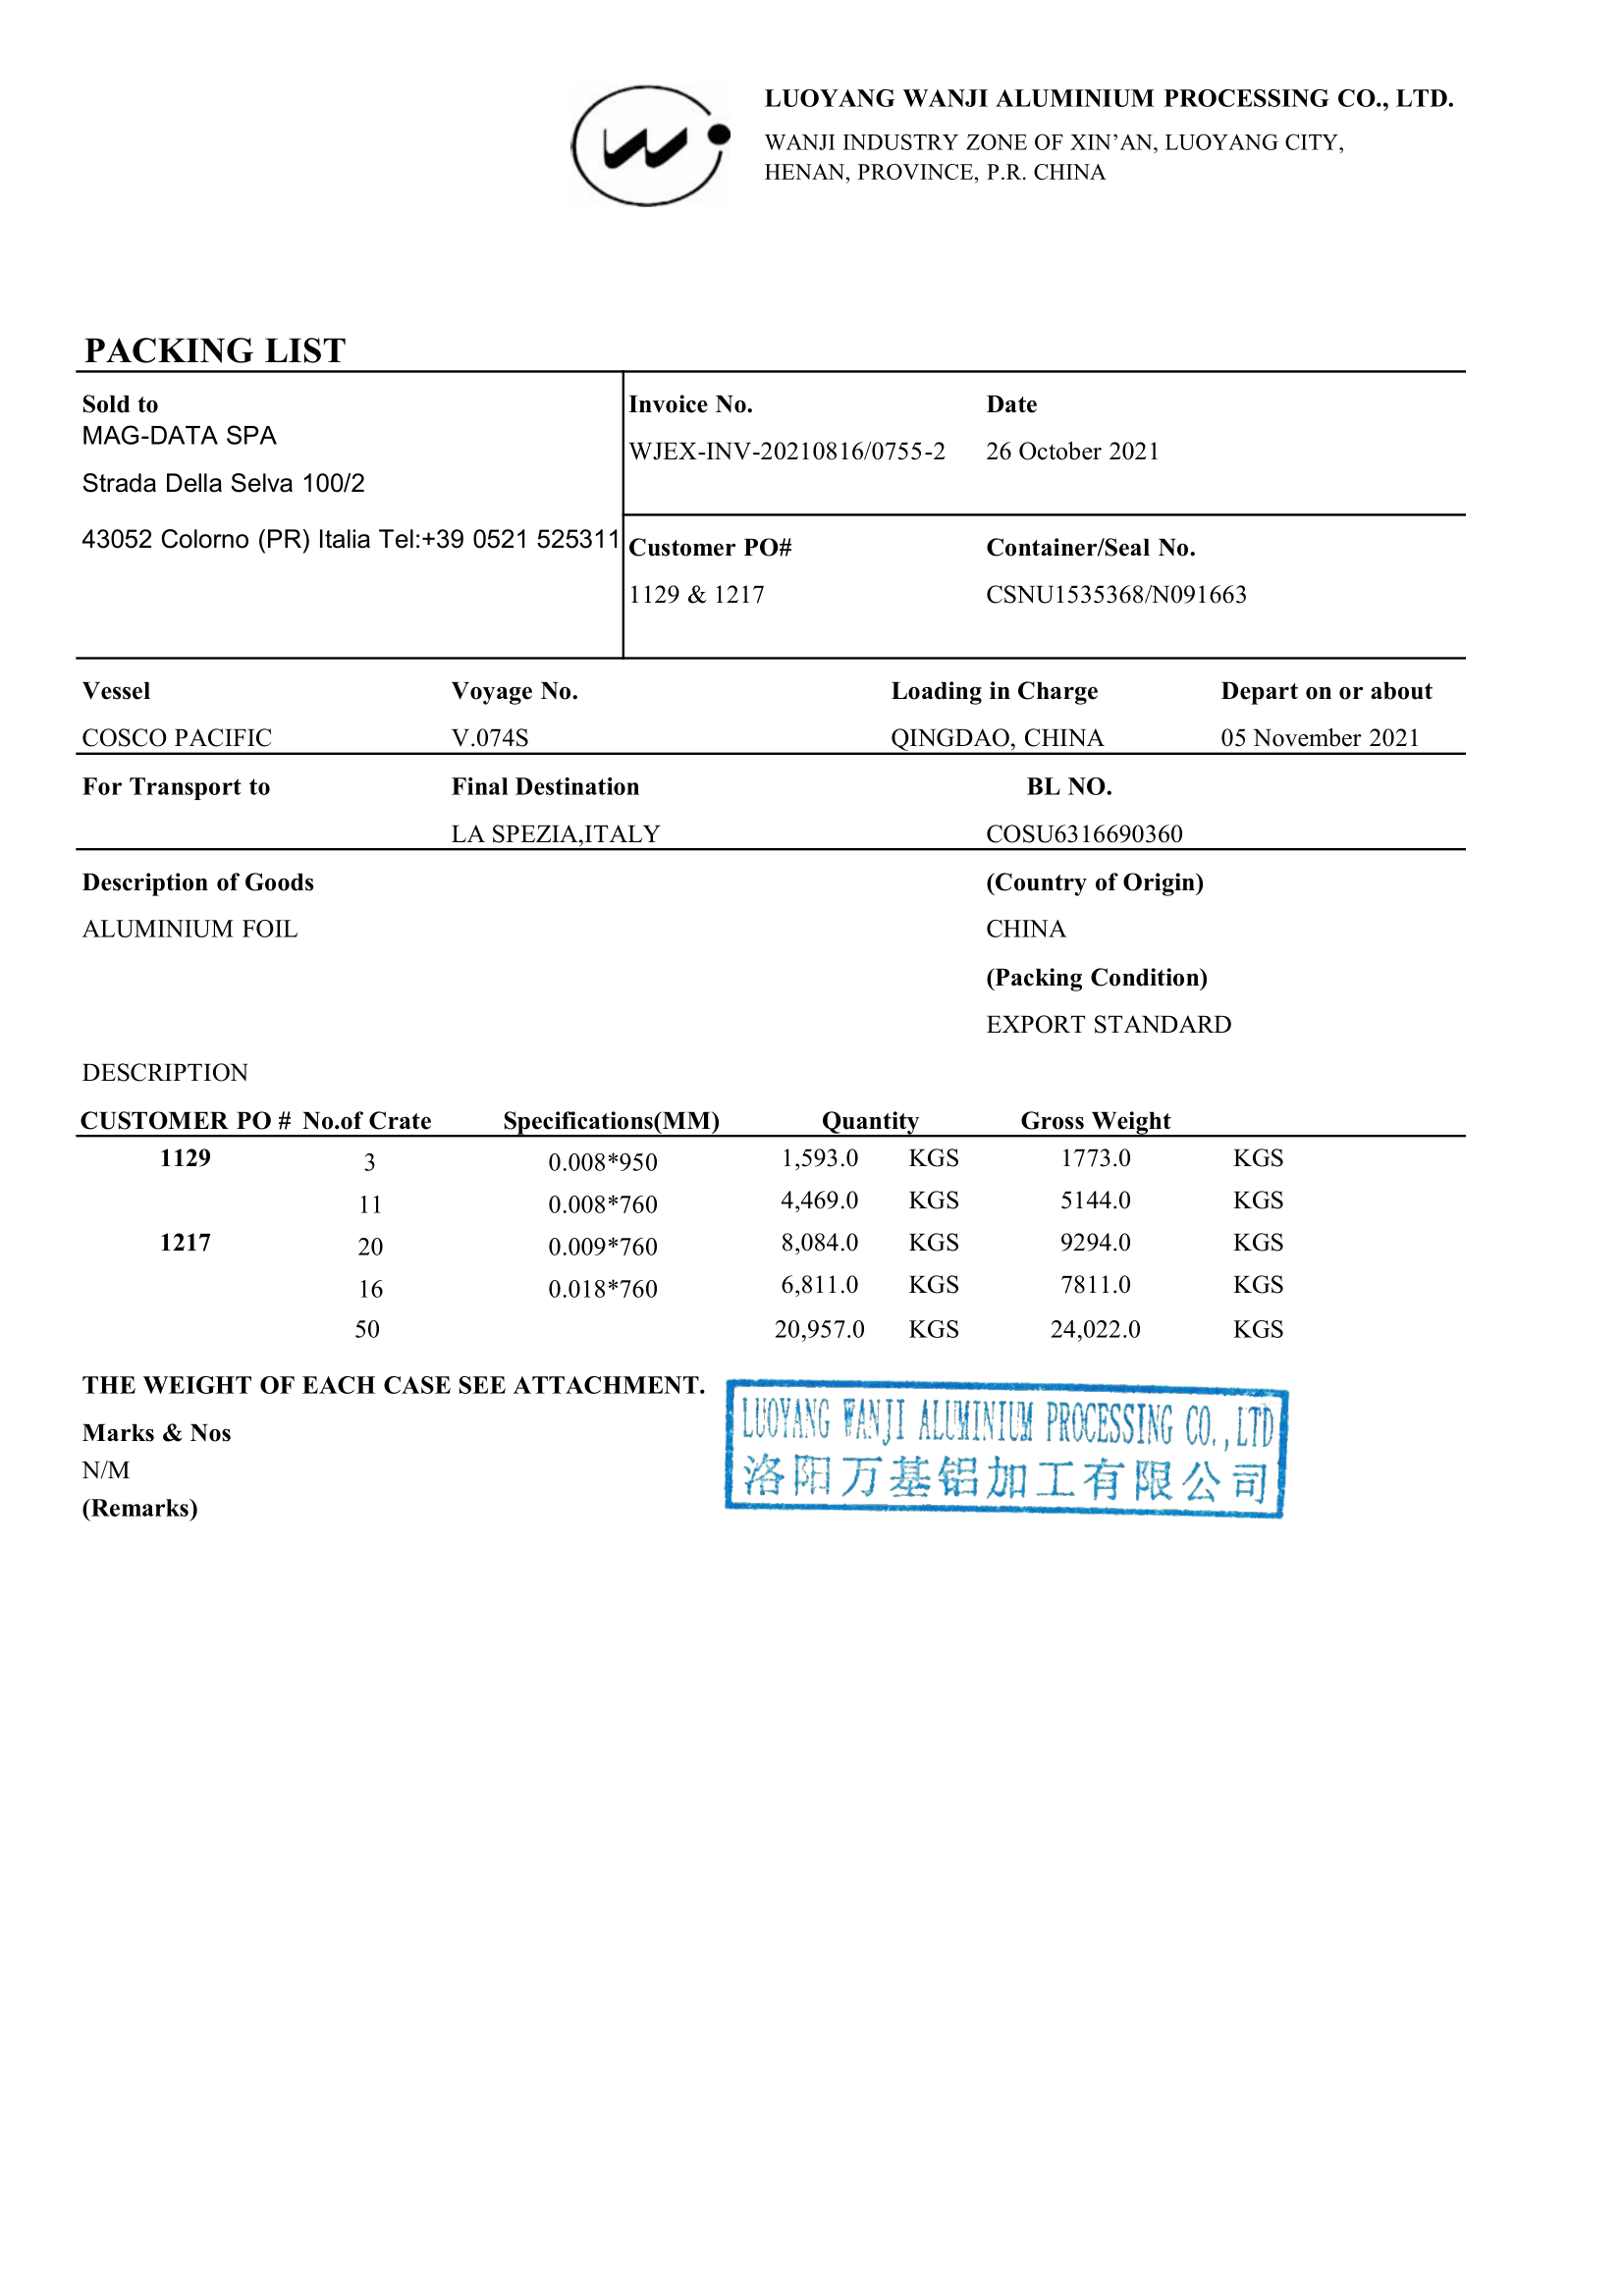 LUOYANG WANJI ALUMINIUM PROCESSING CO., LTD.
WANJI INDUSTRY ZONE OF XIN’AN, LUOYANG CITY,
HENAN, PROVINCE, P.R. CHINA
PACKING LIST
Sold to
MAG-DATA SPA
Strada Della Selva 100/2
43052 Colorno (PR) Italia Tel:+39 0521 525311
Invoice No. Date
WJEX-INV-20210816/0755-2 26 October 2021
Customer PO# Container/Seal No.
1129 & 1217 CSNU1535368/N091663
Vessel Voyage No. Loading in Charge Depart on or about
COSCO PACIFIC V.074S QINGDAO, CHINA 05 November 2021
For Transport to Final Destination BL NO.
LA SPEZIA,ITALY COSU6316690360
Description of Goods (Country of Origin)
ALUMINIUM FOIL CHINA
(Packing Condition)
EXPORT STANDARD
DESCRIPTION
CUSTOMER PO # No.of Crate Specifications(MM) Quantity Gross Weight
1129 3 0.008*950 1,593.0 KGS 1773.0 KGS
11 0.008*760 4,469.0 KGS 5144.0 KGS
1217 20 0.009*760 8,084.0 KGS 9294.0 KGS
16 0.018*760 6,811.0 KGS 7811.0 KGS
50 20,957.0 KGS 24,022.0 KGS
THE WEIGHT OF EACH CASE SEE ATTACHMENT.
Marks & Nos
N/M
(Remarks)
LUOYANG WANJI ALUMINIUM PROCESSING CO.,LTD
洛阳万基铝加工有限公司